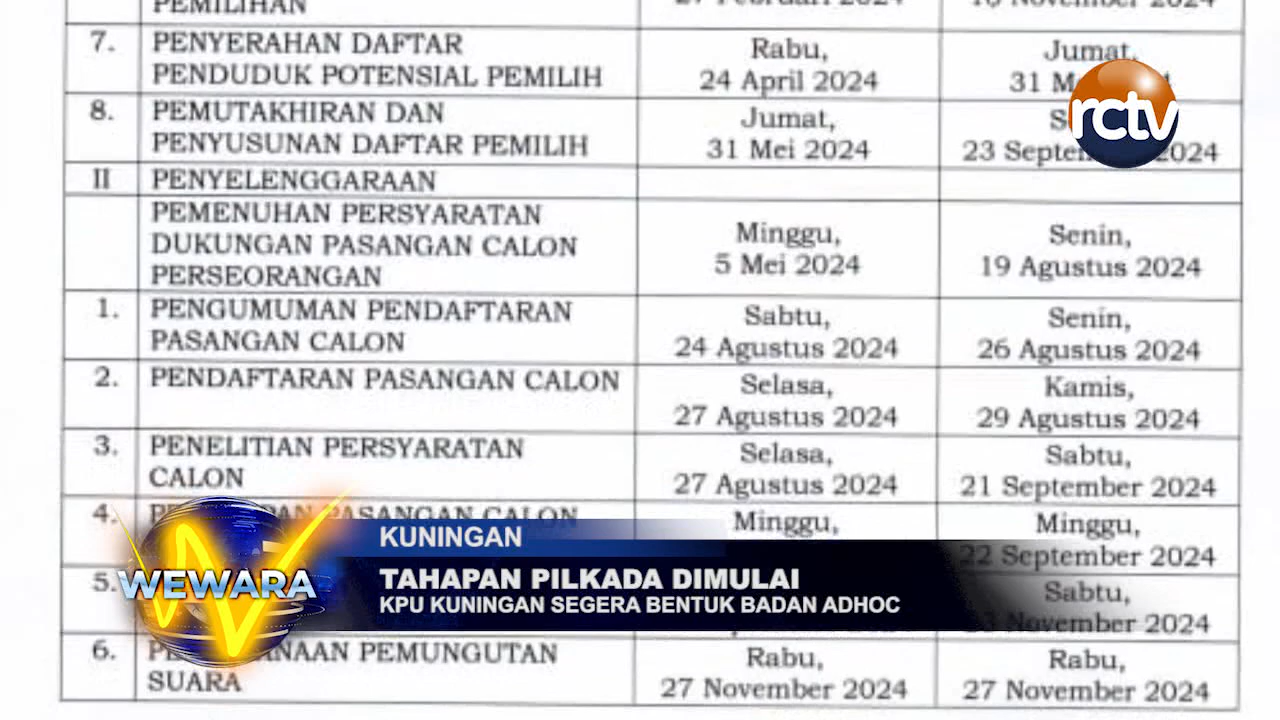 PEMILIHAN
7. PENYERAHAN DAFTAR PENDUDUK POTENSIAL PEMILIH
Rabu, 24 April 2024
Jumat, 31
8. PEMUTAKHIRAN DAN PENYUSUNAN DAFTAR PEMILIH
Jumat, 31 Mei 2024
23 2024
II PENYELENGGARAAN
PEMENUHAN PERSYARATAN DUKUNGAN PASANGAN CALON PERSEORANGAN
Minggu, 5 Mei 2024
Senin, 19 Agustus 2024
1. PENGUMUMAN PENDAFTARAN PASANGAN CALON
Sabtu, 24 Agustus 2024
Senin, 26 Agustus 2024
2. PENDAFTARAN PASANGAN CALON
Selasa, 27 Agustus 2024
Kamis, 29 Agustus 2024
3. PENELITIAN PERSYARATAN CALON
Selasa, 27 Agustus 2024
Sabtu, 21 September 2024
4. PASANGAN CALON
Minggu,
Minggu, 22 September 2024
5.
Sabtu, November 2024
6. PEMUNGUTAN SUARA
Rabu, 27 November 2024
Rabu, 27 November 2024
rctv
WEWARA
KUNINGAN
TAHAPAN PILKADA DIMULAI
KPU KUNINGAN SEGERA BENTUK BADAN ADHOC